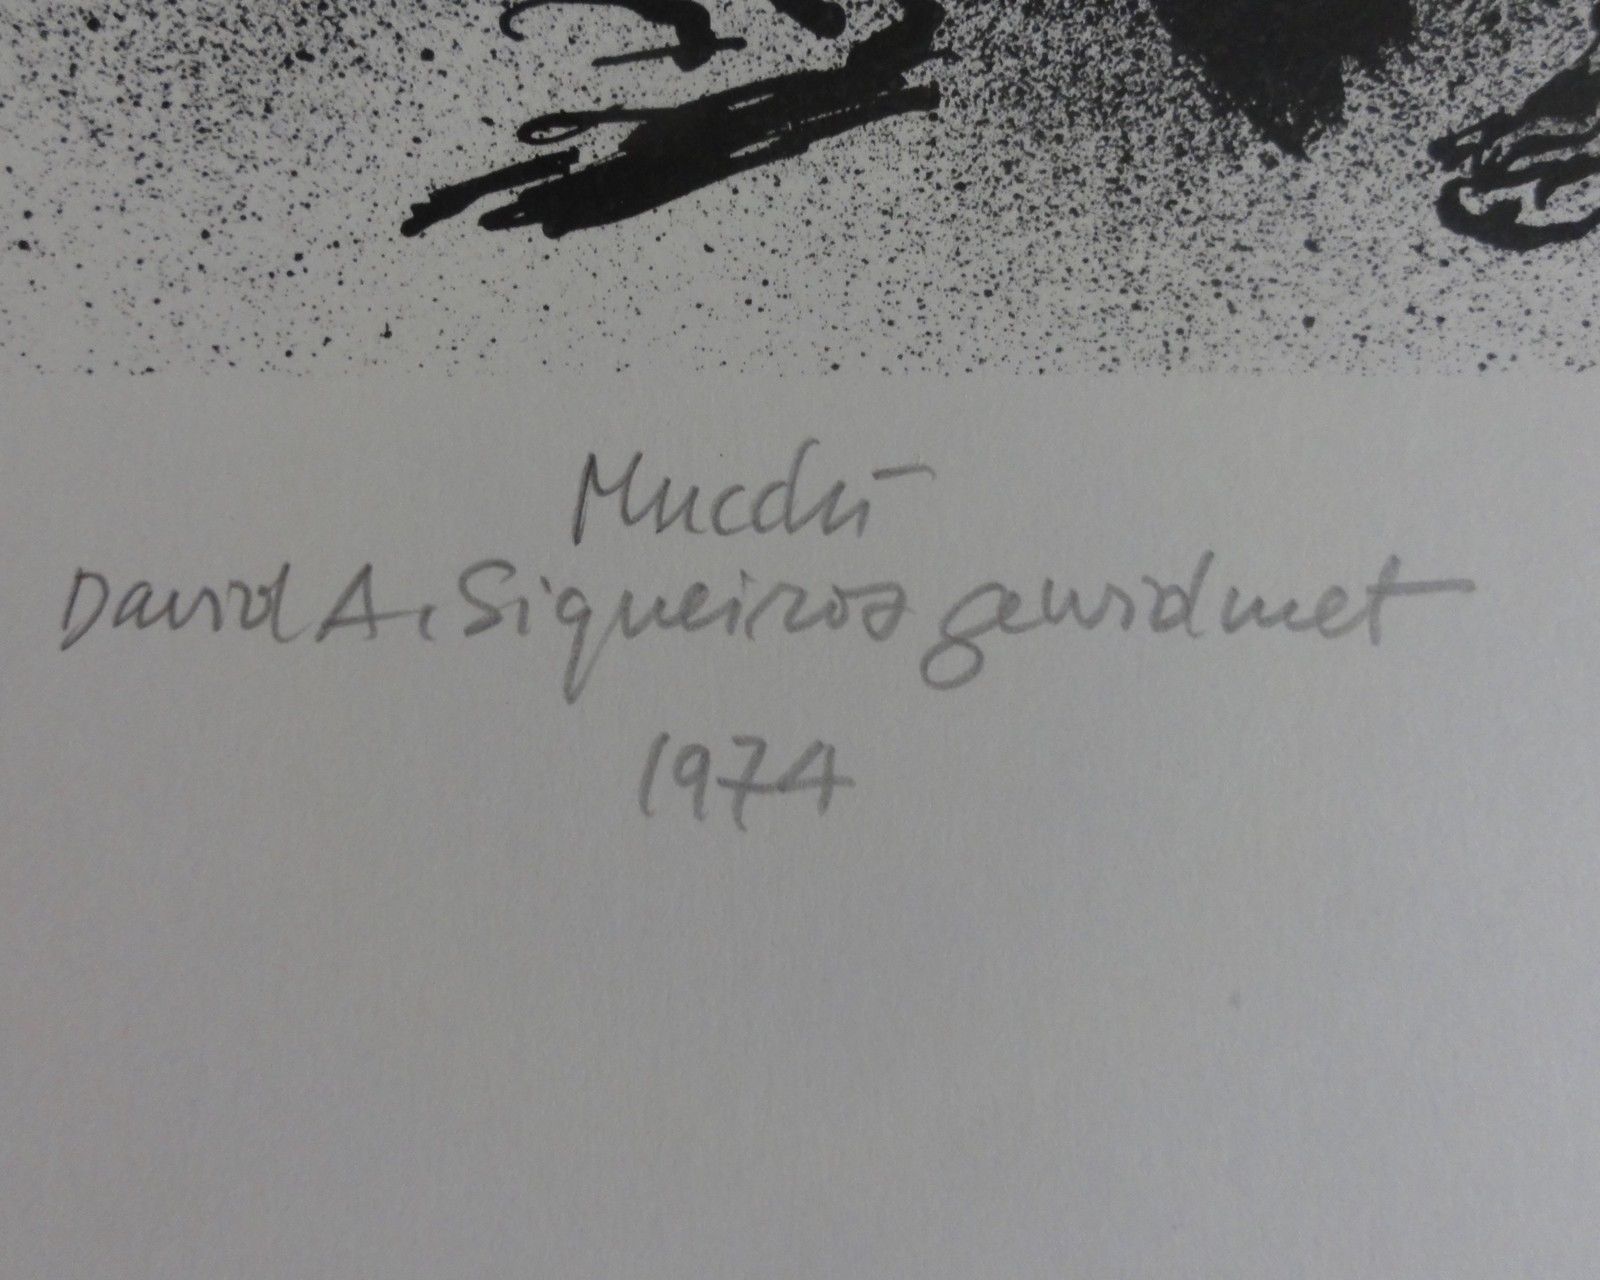 Mucchi
David A. Siqueiros gewidmet
1974